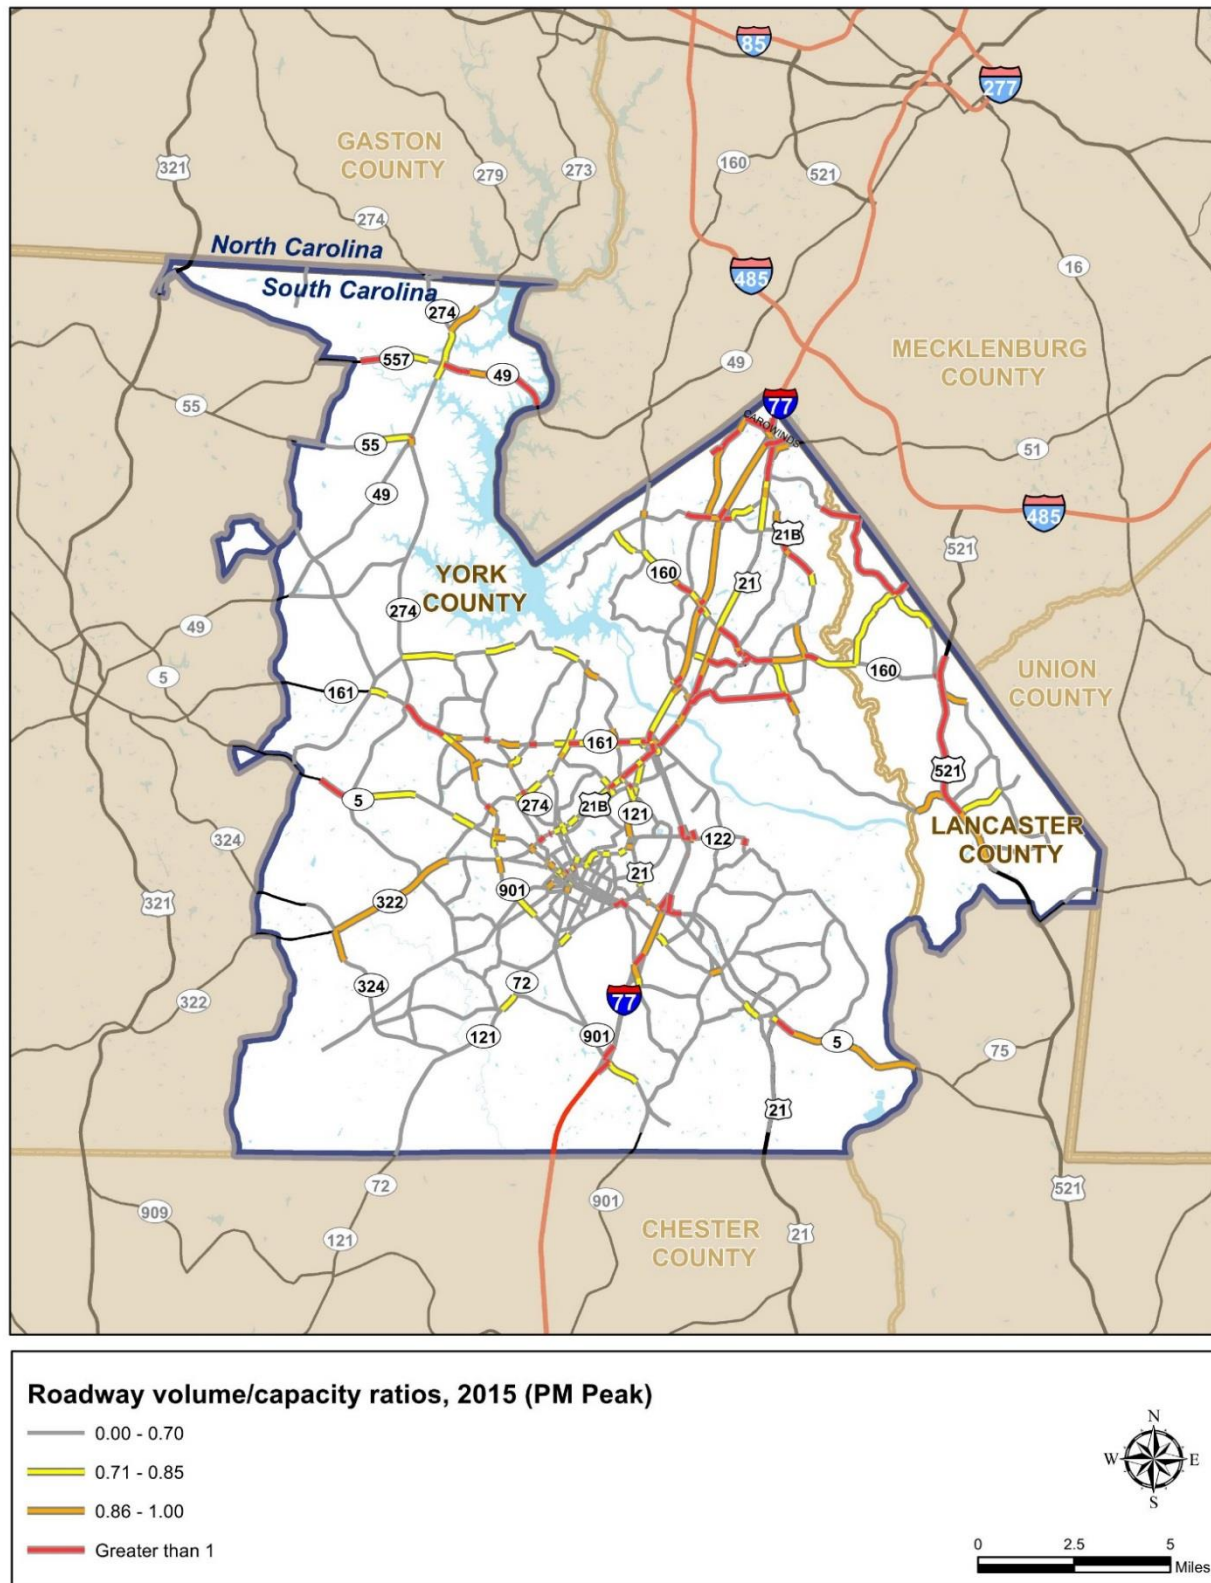 85
277
GASTON
COUNTY
321
279
273
160
521
274
North Carolina
485
16
South Carolina
274
MECKLENBURG
COUNTY
557
49
49
77
CAROWINDS
55
55
51
49
485
21B
521
YORK
COUNTY
160
21
274
49
UNION
COUNTY
160
5
161
161
521
5
274
21B
121
LANCASTER
COUNTY
324
122
21
901
322
321
324
72
77
322
121
901
5
75
21
72
901
521
909
121
CHESTER
COUNTY
21
Roadway volume/capacity ratios, 2015 (PM Peak)
0.00 - 0.70
0.71 - 0.85
0.86 - 1.00
Greater than 1
N
W E
S
0 2.5 5
Miles